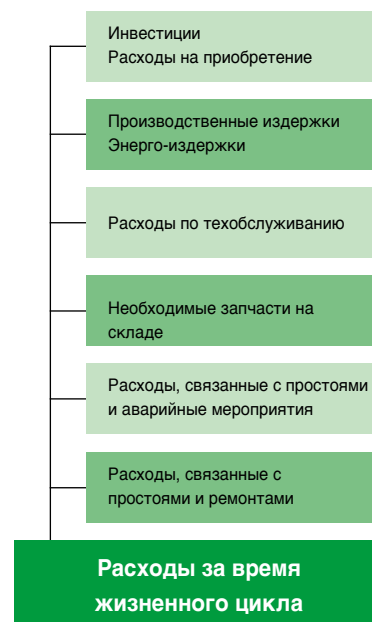 Инвестиции
Расходы на приобретение
Производственные издержки
Энерго-издержки
Расходы по техобслуживанию
Необходимые запчасти на
складе
Расходы, связанные с простоями
и аварийные мероприятия
Расходы, связанные с
простоями и ремонтами
Расходы за время
жизненного цикла